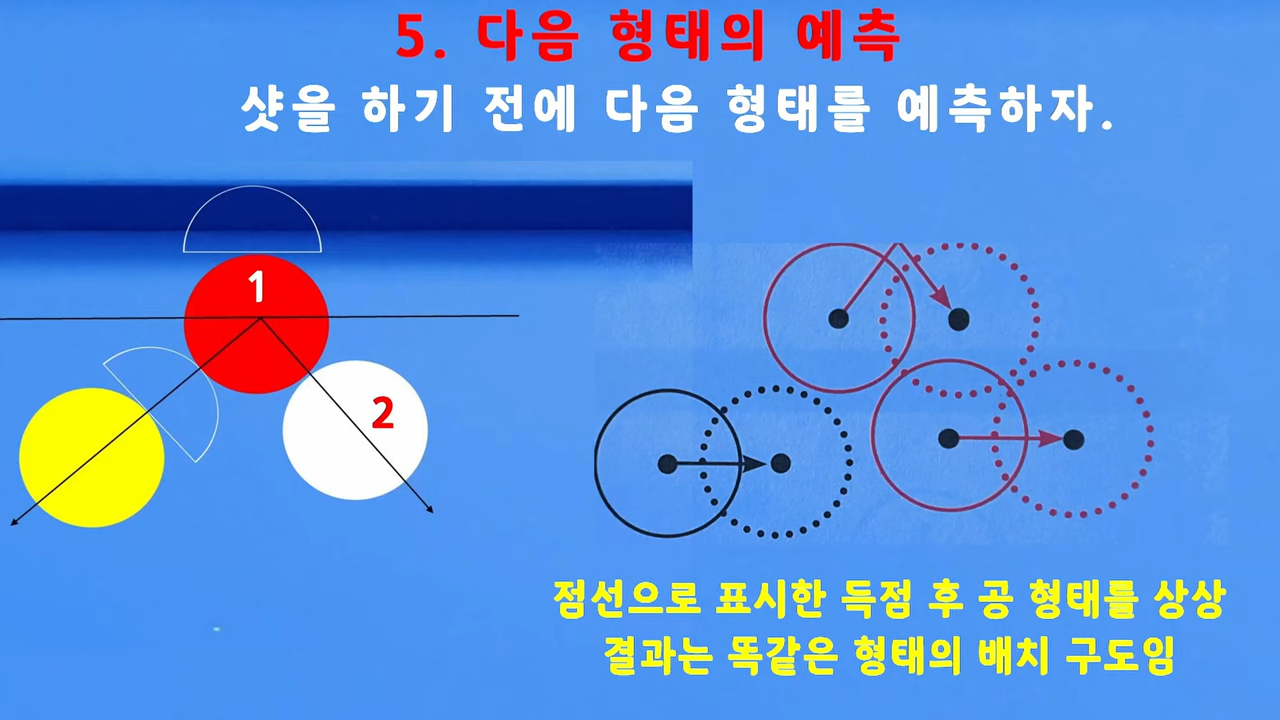 5. 다음 형태의 예측
샷을 하기 전에 다음 형태를 예측하자.
1
2
점선으로 표시한 득점 후 공 형태를 상상
결과는 똑같은 형태의 배치 구도임